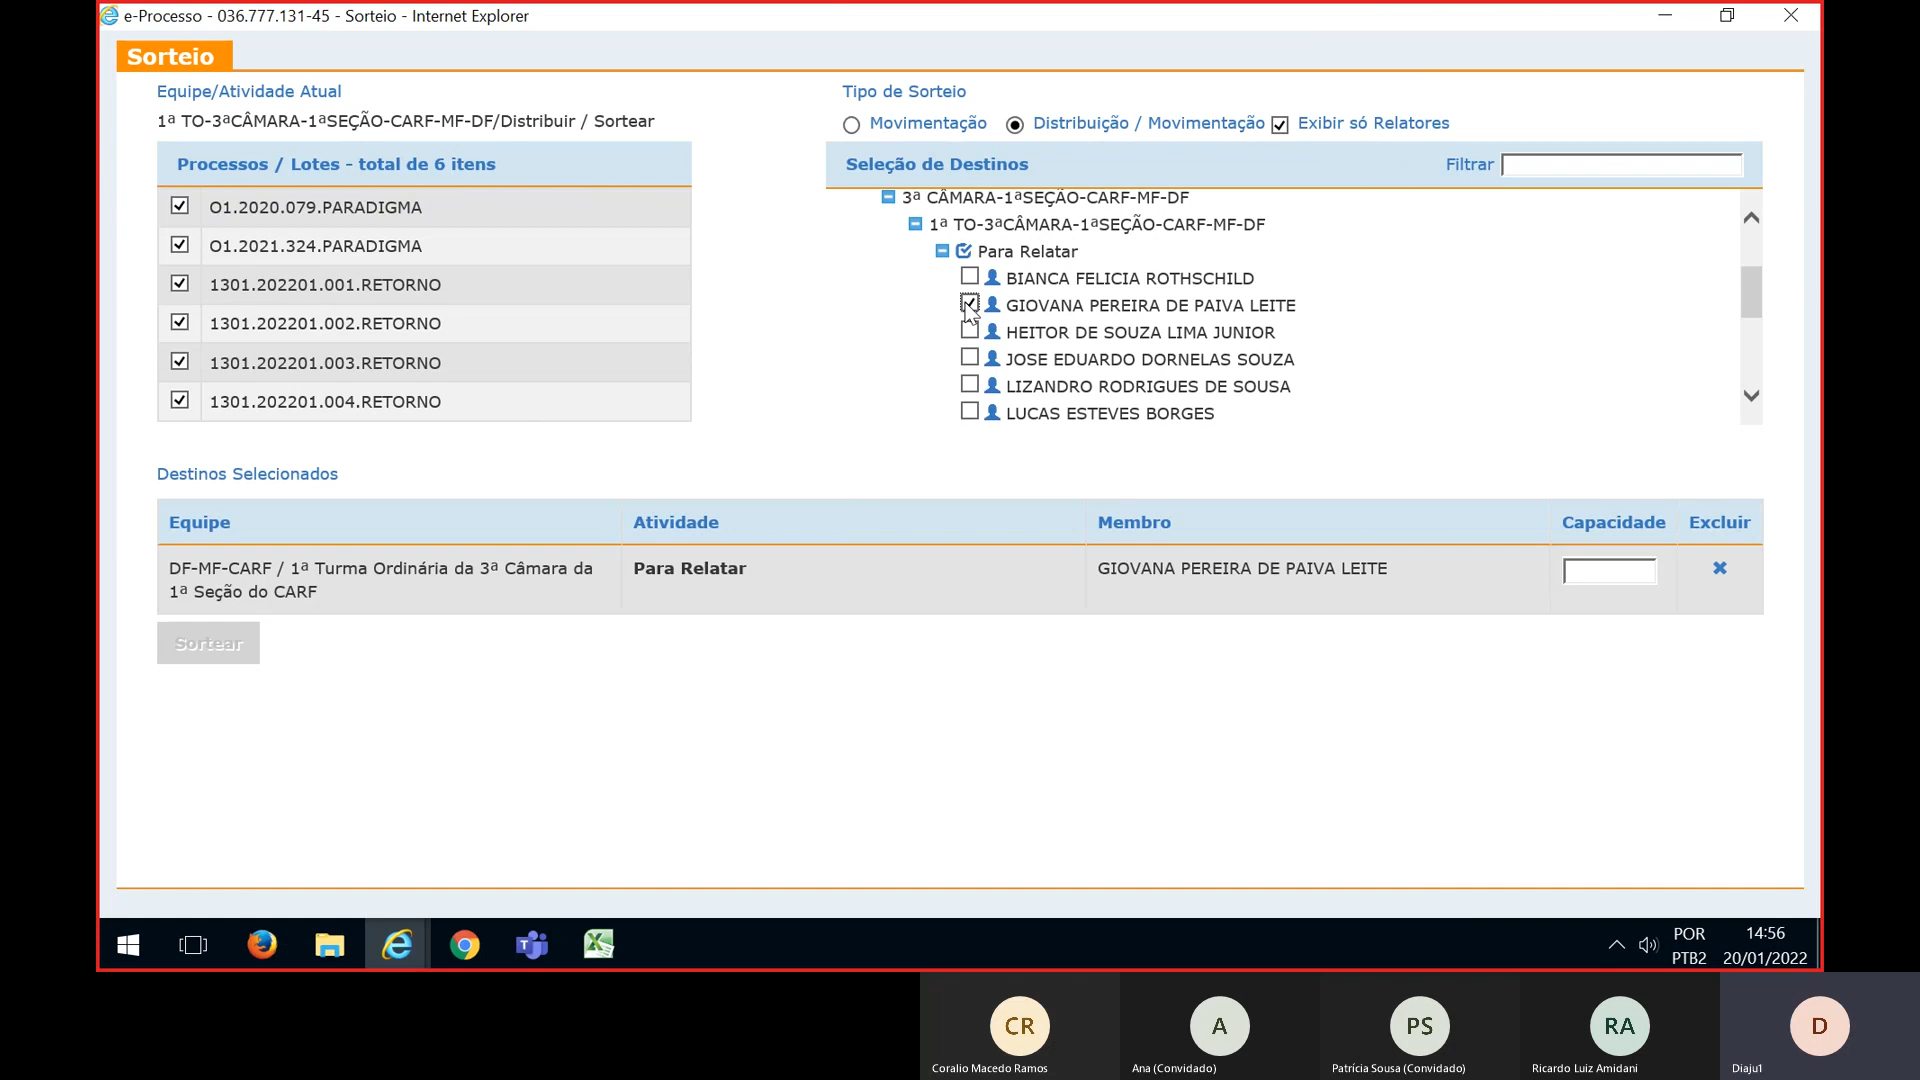 e-Processo - 036.777.131-45 - Sorteio - Internet Explorer
Sorteio
Equipe/Atividade Atual
1ª TO-3ªCÂMARA-1ªSEÇÃO-CARF-MF-DF/Distribuir / Sortear
Processos / Lotes - total de 6 itens
O1.2020.079.PARADIGMA
O1.2021.324.PARADIGMA
1301.202201.001.RETORNO
1301.202201.002.RETORNO
1301.202201.003.RETORNO
1301.202201.004.RETORNO
Tipo de Sorteio
Movimentação Distribuição / Movimentação Exibir só Relatores
Seleção de Destinos Filtrar
3ª CÂMARA-1ªSEÇÃO-CARF-MF-DF
1ª TO-3ªCÂMARA-1ªSEÇÃO-CARF-MF-DF
Para Relatar
BIANCA FELICIA ROTHSCHILD
GIOVANA PEREIRA DE PAIVA LEITE
HEITOR DE SOUZA LIMA JUNIOR
JOSE EDUARDO DORNELAS SOUZA
LIZANDRO RODRIGUES DE SOUSA
LUCAS ESTEVES BORGES
Destinos Selecionados
Equipe Atividade Membro Capacidade Excluir
DF-MF-CARF / 1ª Turma Ordinária da 3ª Câmara da Para Relatar GIOVANA PEREIRA DE PAIVA LEITE
1ª Seção do CARF
Sortear
POR 14:56
PTB2 20/01/2022
CR A PS RA D
Coralio Macedo Ramos Ana (Convidado) Patrícia Sousa (Convidado) Ricardo Luiz Amidani Diaju1